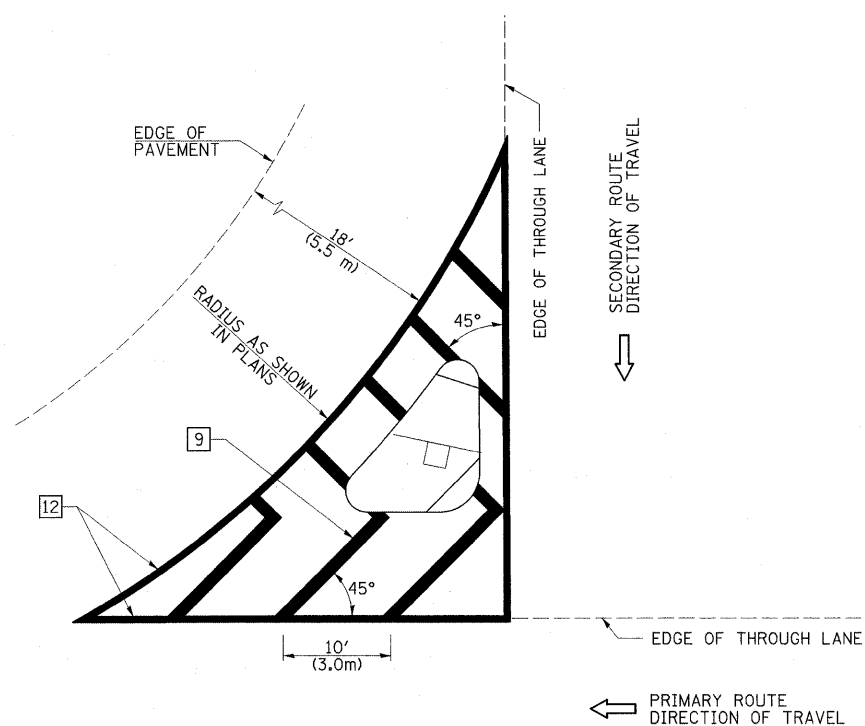 EDGE OF
PAVEMENT
18'
(5.5 m)
RADIUS AS SHOWN
IN PLANS
EDGE OF THROUGH LANE
SECONDARY ROUTE
DIRECTION OF TRAVEL
45°
9
12
45°
10'
(3.0m)
EDGE OF THROUGH LANE
PRIMARY ROUTE
DIRECTION OF TRAVEL